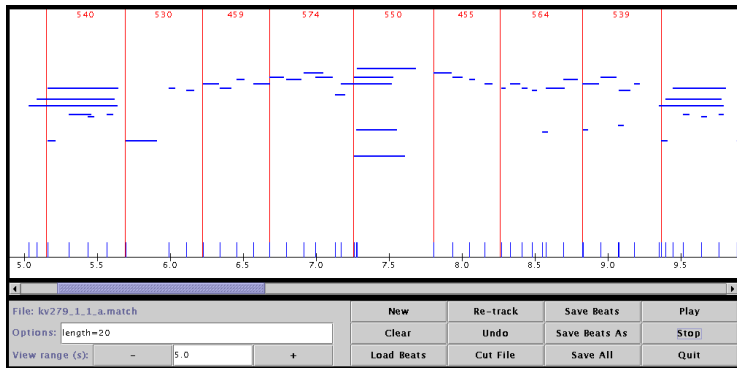 540 530 459 574 550 455 564 539
5.0 5.5 6.0 6.5 7.0 7.5 8.0 8.5 9.0 9.5
File: kv279_1_1_a.match New Re-track Save Beats Play
Options: length=20 Clear Undo Save Beats As Stop
View range (s): - 5.0 + Load Beats Cut File Save All Quit